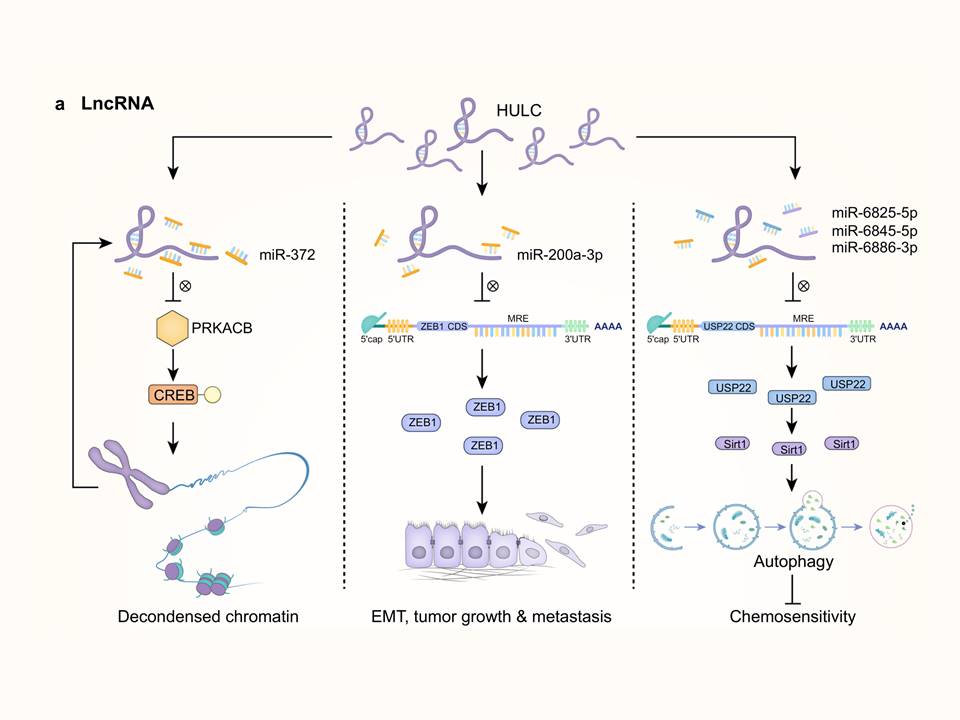 a LncRNA
HULC
miR-372
PRKACB
CREB
Decondensed chromatin
miR-200a-3p
ZEB1 CDS
MRE
AAAA
5'cap 5'UTR
3'UTR
ZEB1
ZEB1
ZEB1
ZEB1
EMT, tumor growth & metastasis
miR-6825-5p
miR-6845-5p
miR-6886-3p
USP22 CDS
MRE
AAAA
5'cap 5'UTR
3'UTR
USP22
USP22
USP22
Sirt1
Sirt1
Sirt1
Autophagy
Chemosensitivity